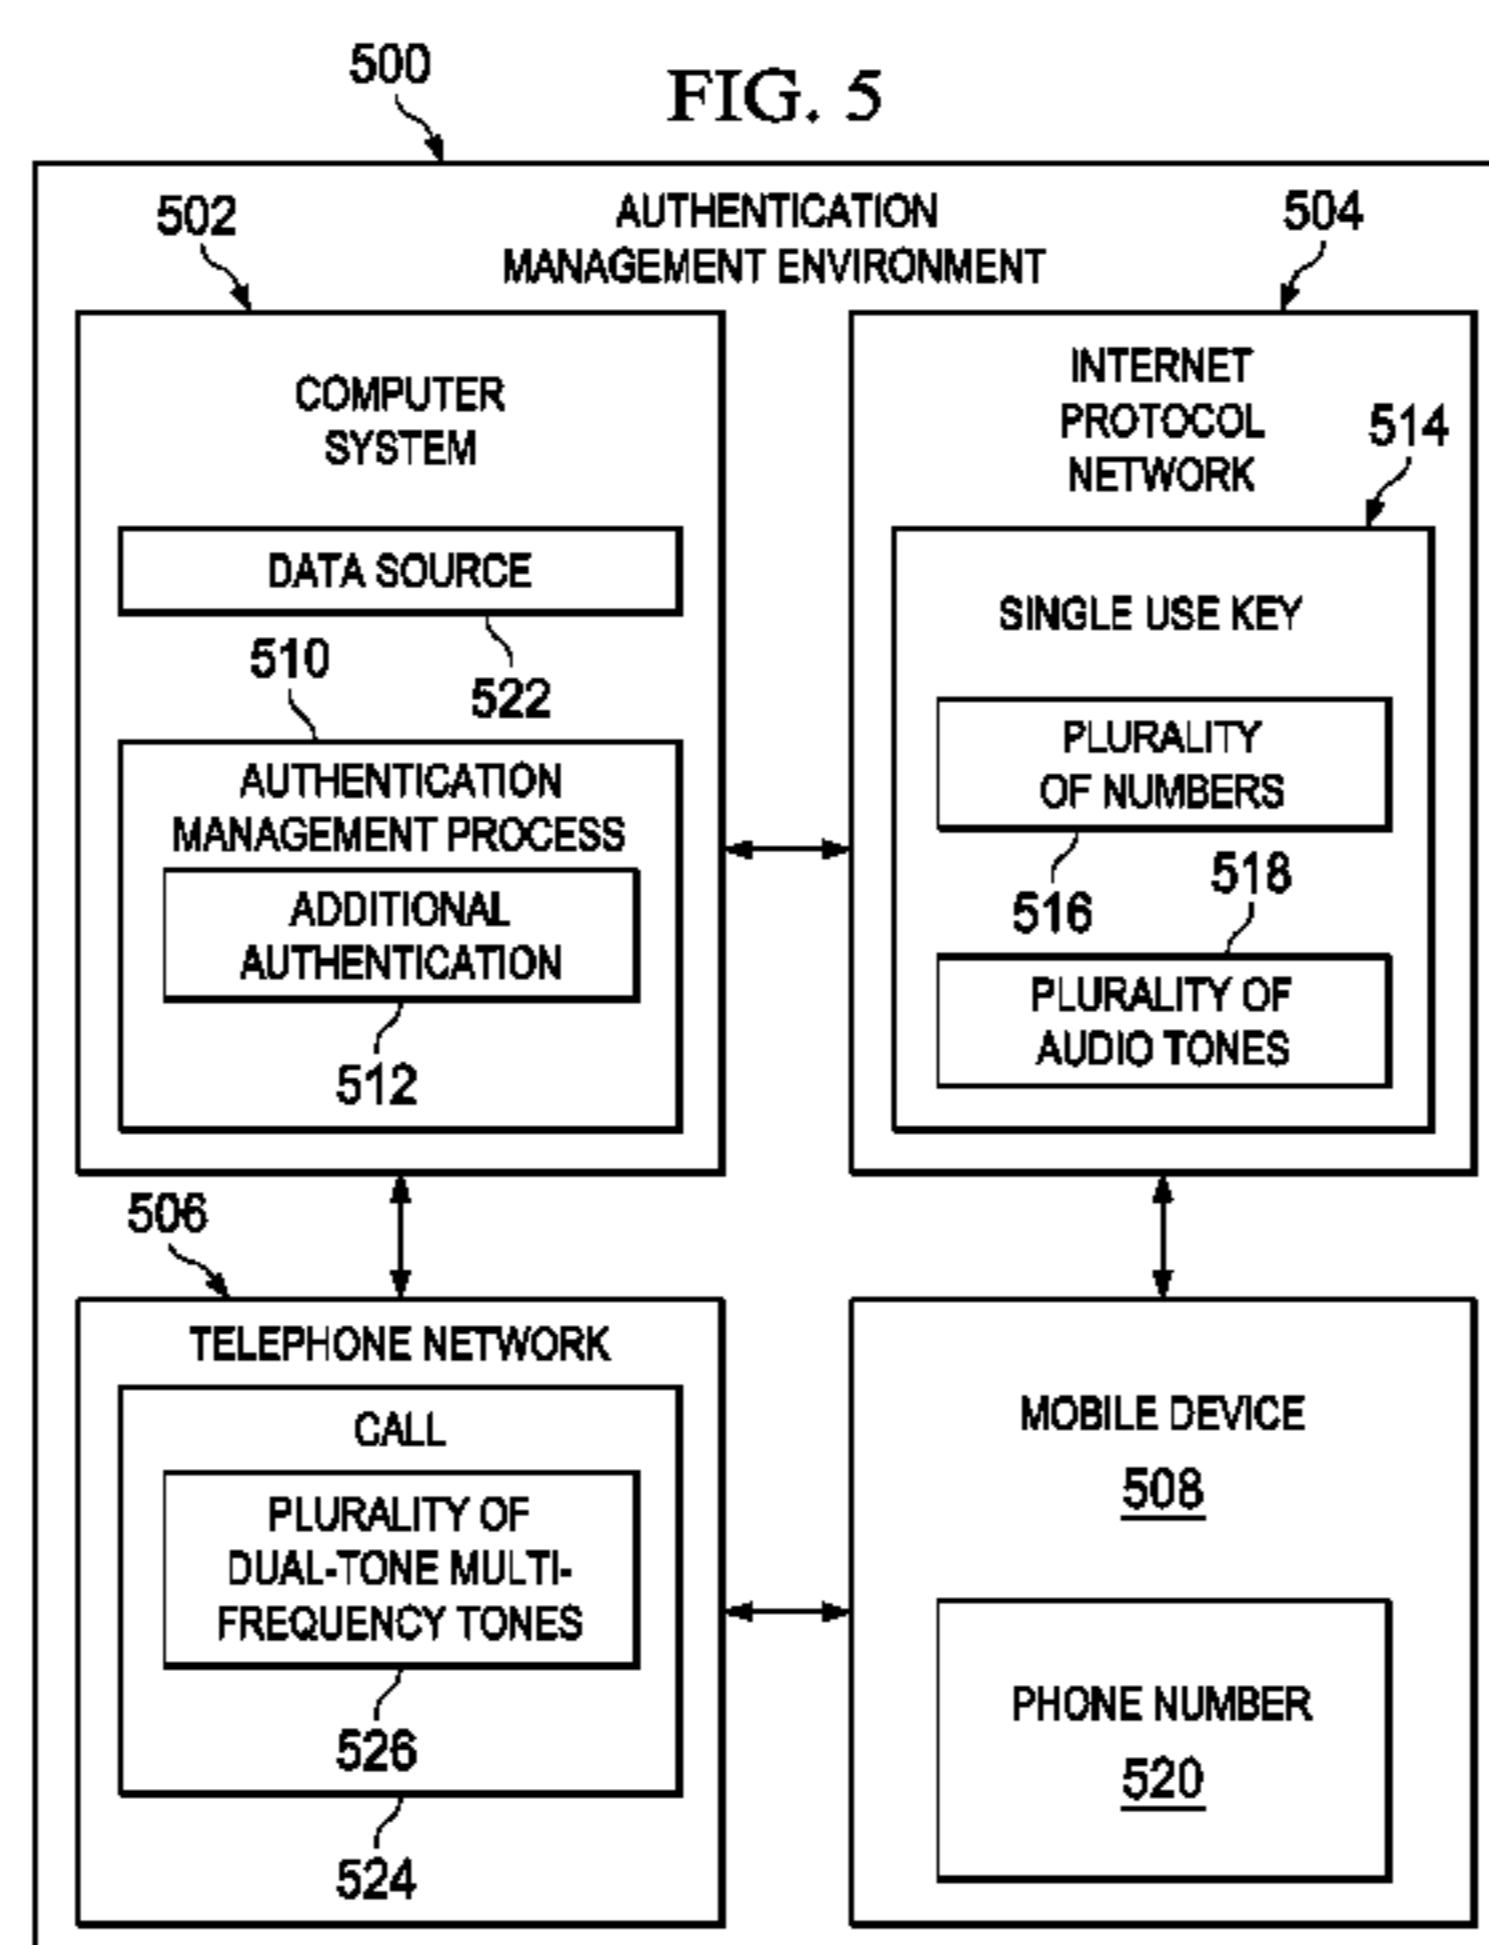 500
FIG. 5
502
AUTHENTICATION
MANAGEMENT ENVIRONMENT
504
COMPUTER
SYSTEM
DATA SOURCE
522
510
AUTHENTICATION
MANAGEMENT PROCESS
ADDITIONAL
AUTHENTICATION
512
INTERNET
PROTOCOL
NETWORK
514
SINGLE USE KEY
PLURALITY
OF NUMBERS
516
518
PLURALITY OF
AUDIO TONES
506
TELEPHONE NETWORK
CALL
PLURALITY OF
DUAL-TONE MULTI-
FREQUENCY TONES
526
524
MOBILE DEVICE
508
PHONE NUMBER
520